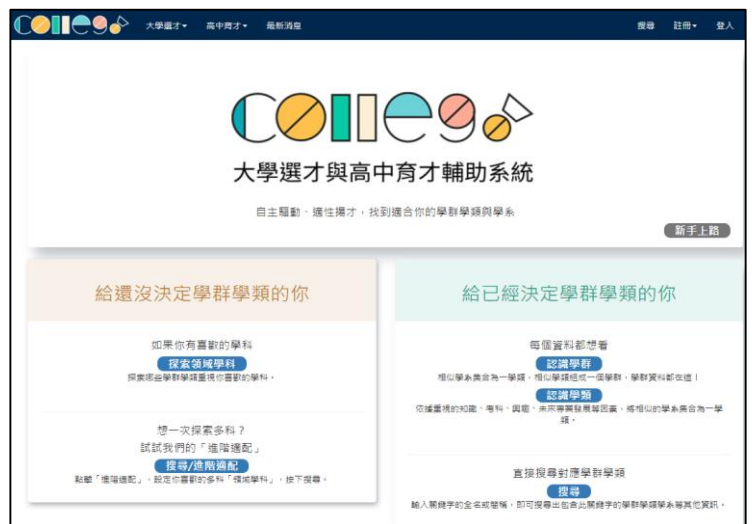 Collego 大學選才▾ 高中育才▾ 最新消息 搜尋 註冊▾ 登入
Collego
大學選才與高中育才輔助系統
自主驅動、適性揚才，找到適合你的學群學類與學系
新手上路
給還沒決定學群學類的你
如果你有喜歡的學科
探索領域學科
探索哪些學群學類重視你喜歡的學科。
想一次探索多科？
試試我們的「進階適配」
搜尋/進階適配
點擊「進階適配」，設定你喜歡的多科「領域學科」，按下搜尋。
給已經決定學群學類的你
每個資料都想看
認識學群
相似學系集合為一學類，相似學類組成一個學群，學群資料都在這！
認識學類
依據重視的知識、考科、興趣、未來專業發展等因素，將相似的學系集合為一學
類。
直接搜尋對應學群學類
搜尋
輸入關鍵字的全名或簡稱，即可搜尋出包含此關鍵字的學群學類學系等其他資訊。